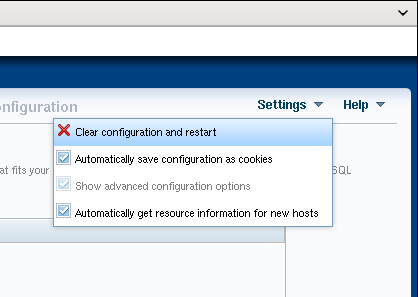 nfiguration Settings Help
Clear configuration and restart
Automatically save configuration as cookies
at fits your SQL
Show advanced configuration options
Automatically get resource information for new hosts